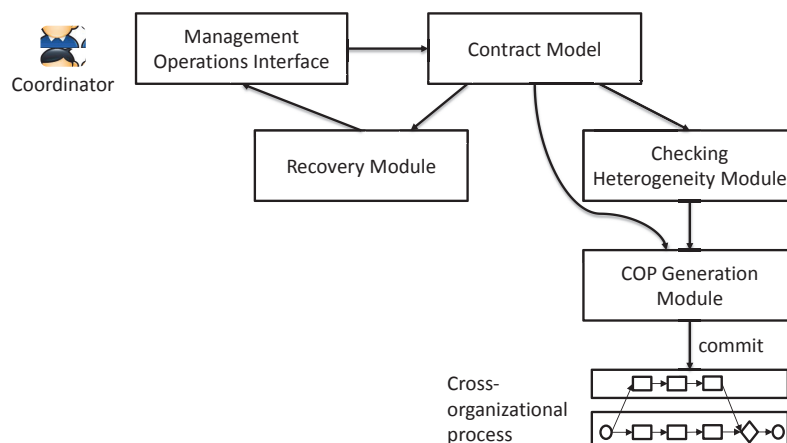 Coordinator
Management
Operations Interface
Contract Model
Recovery Module
Checking
Heterogeneity Module
COP Generation
Module
commit
Cross-
organizational
process